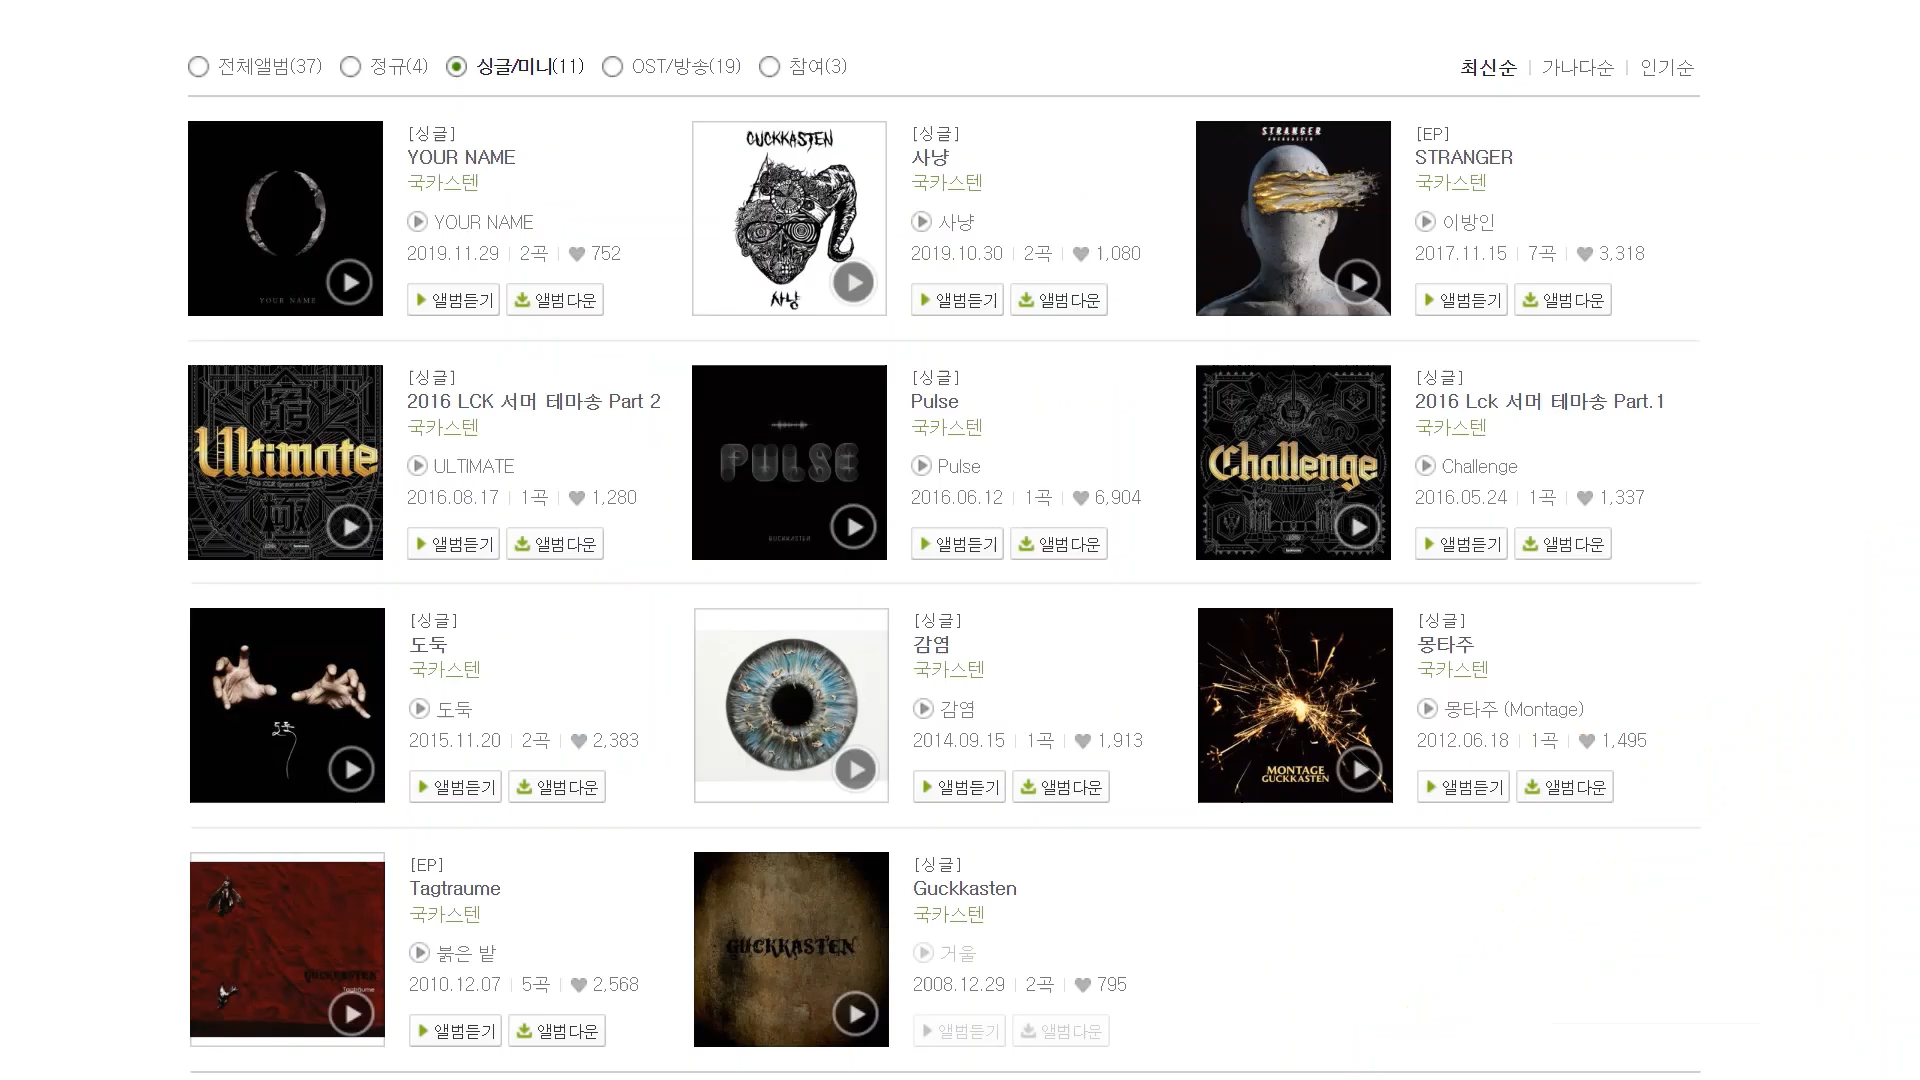 전체앨범(37) 정규(4) 싱글/미니(11) OST/방송(19) 참여(3)
최신순 | 가나다순 | 인기순
YOUR NAME
[싱글]
YOUR NAME
국카스텐
YOUR NAME
2019.11.29 | 2곡 | 752
앨범듣기 앨범다운
GUCKKASTEN
사냥
[싱글]
사냥
국카스텐
사냥
2019.10.30 | 2곡 | 1,080
앨범듣기 앨범다운
STRANGER
GUCKKASTEN
[EP]
STRANGER
국카스텐
이방인
2017.11.15 | 7곡 | 3,318
앨범듣기 앨범다운
窮
Ultimate
極
[싱글]
2016 LCK 서머 테마송 Part 2
국카스텐
ULTIMATE
2016.08.17 | 1곡 | 1,280
앨범듣기 앨범다운
PULSE
GUCKKASTEN
[싱글]
Pulse
국카스텐
Pulse
2016.06.12 | 1곡 | 6,904
앨범듣기 앨범다운
Challenge
[싱글]
2016 Lck 서머 테마송 Part.1
국카스텐
Challenge
2016.05.24 | 1곡 | 1,337
앨범듣기 앨범다운
도둑
[싱글]
도둑
국카스텐
도둑
2015.11.20 | 2곡 | 2,383
앨범듣기 앨범다운
[싱글]
감염
국카스텐
감염
2014.09.15 | 1곡 | 1,913
앨범듣기 앨범다운
MONTAGE
GUCKKASTEN
[싱글]
몽타주
국카스텐
몽타주 (Montage)
2012.06.18 | 1곡 | 1,495
앨범듣기 앨범다운
GUCKKASTEN
Tagtraume
[EP]
Tagtraume
국카스텐
붉은 밭
2010.12.07 | 5곡 | 2,568
앨범듣기 앨범다운
GUCKKASTEN
[싱글]
Guckkasten
국카스텐
거울
2008.12.29 | 2곡 | 795
앨범듣기 앨범다운